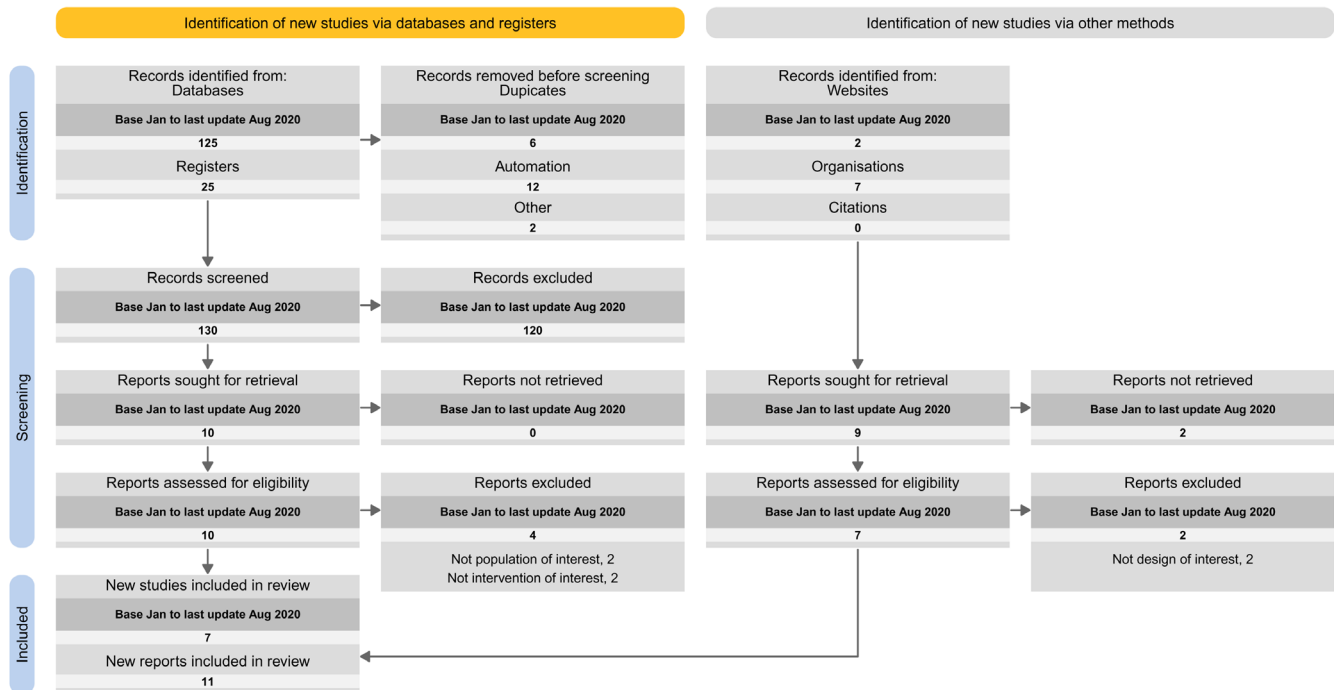 Identification of new studies via databases and registers
Identification of new studies via other methods
Identification
Records identified from:
Databases
Base Jan to last update Aug 2020
125
Registers
25
Records removed before screening
Dupicates
Base Jan to last update Aug 2020
6
Automation
12
Other
2
Records identified from:
Websites
Base Jan to last update Aug 2020
2
Organisations
7
Citations
0
Screening
Records screened
Base Jan to last update Aug 2020
130
Records excluded
Base Jan to last update Aug 2020
120
Reports sought for retrieval
Base Jan to last update Aug 2020
10
Reports not retrieved
Base Jan to last update Aug 2020
0
Reports sought for retrieval
Base Jan to last update Aug 2020
9
Reports not retrieved
Base Jan to last update Aug 2020
2
Reports assessed for eligibility
Base Jan to last update Aug 2020
10
Reports excluded
Base Jan to last update Aug 2020
4
Not population of interest, 2
Not intervention of interest, 2
Reports assessed for eligibility
Base Jan to last update Aug 2020
7
Reports excluded
Base Jan to last update Aug 2020
2
Not design of interest, 2
Included
New studies included in review
Base Jan to last update Aug 2020
7
New reports included in review
11